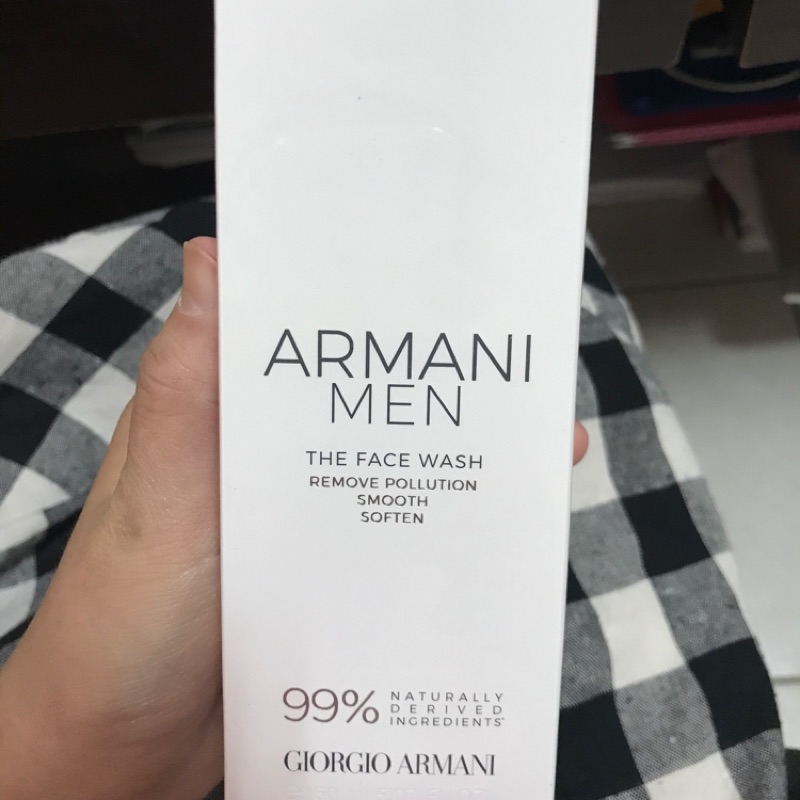 ARMANI
MEN
THE FACE WASH
REMOVE POLLUTION
SMOOTH
SOFTEN
99% NATURALLY
DERIVED
INGREDIENTS*
GIORGIO ARMANI